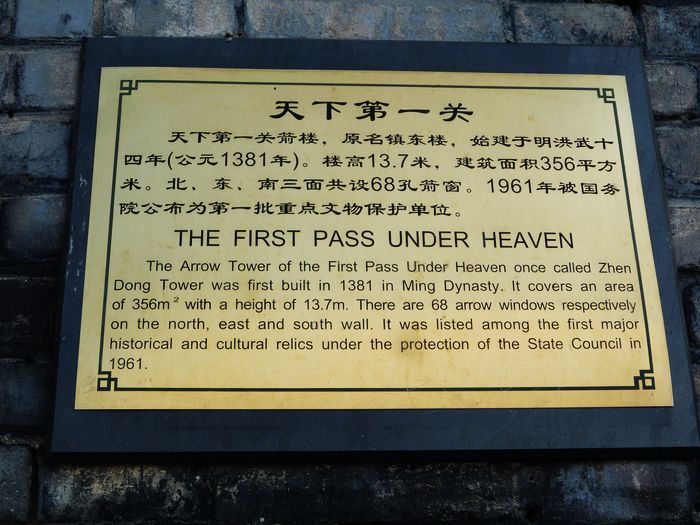 天下第一关
天下第一关箭楼，原名镇东楼，始建于明洪武十
四年(公元1381年)。楼高13.7米，建筑面积356平方
米。北、东、南三面共设68孔箭窗。1961年被国务
院公布为第一批重点文物保护单位。
THE FIRST PASS UNDER HEAVEN
The Arrow Tower of the First Pass Under Heaven once called Zhen
Dong Tower was first built in 1381 in Ming Dynasty. It covers an area
of 356m² with a height of 13.7m. There are 68 arrow windows respectively
on the north, east and south wall. It was listed among the first major
historical and cultural relics under the protection of the State Council in
1961.